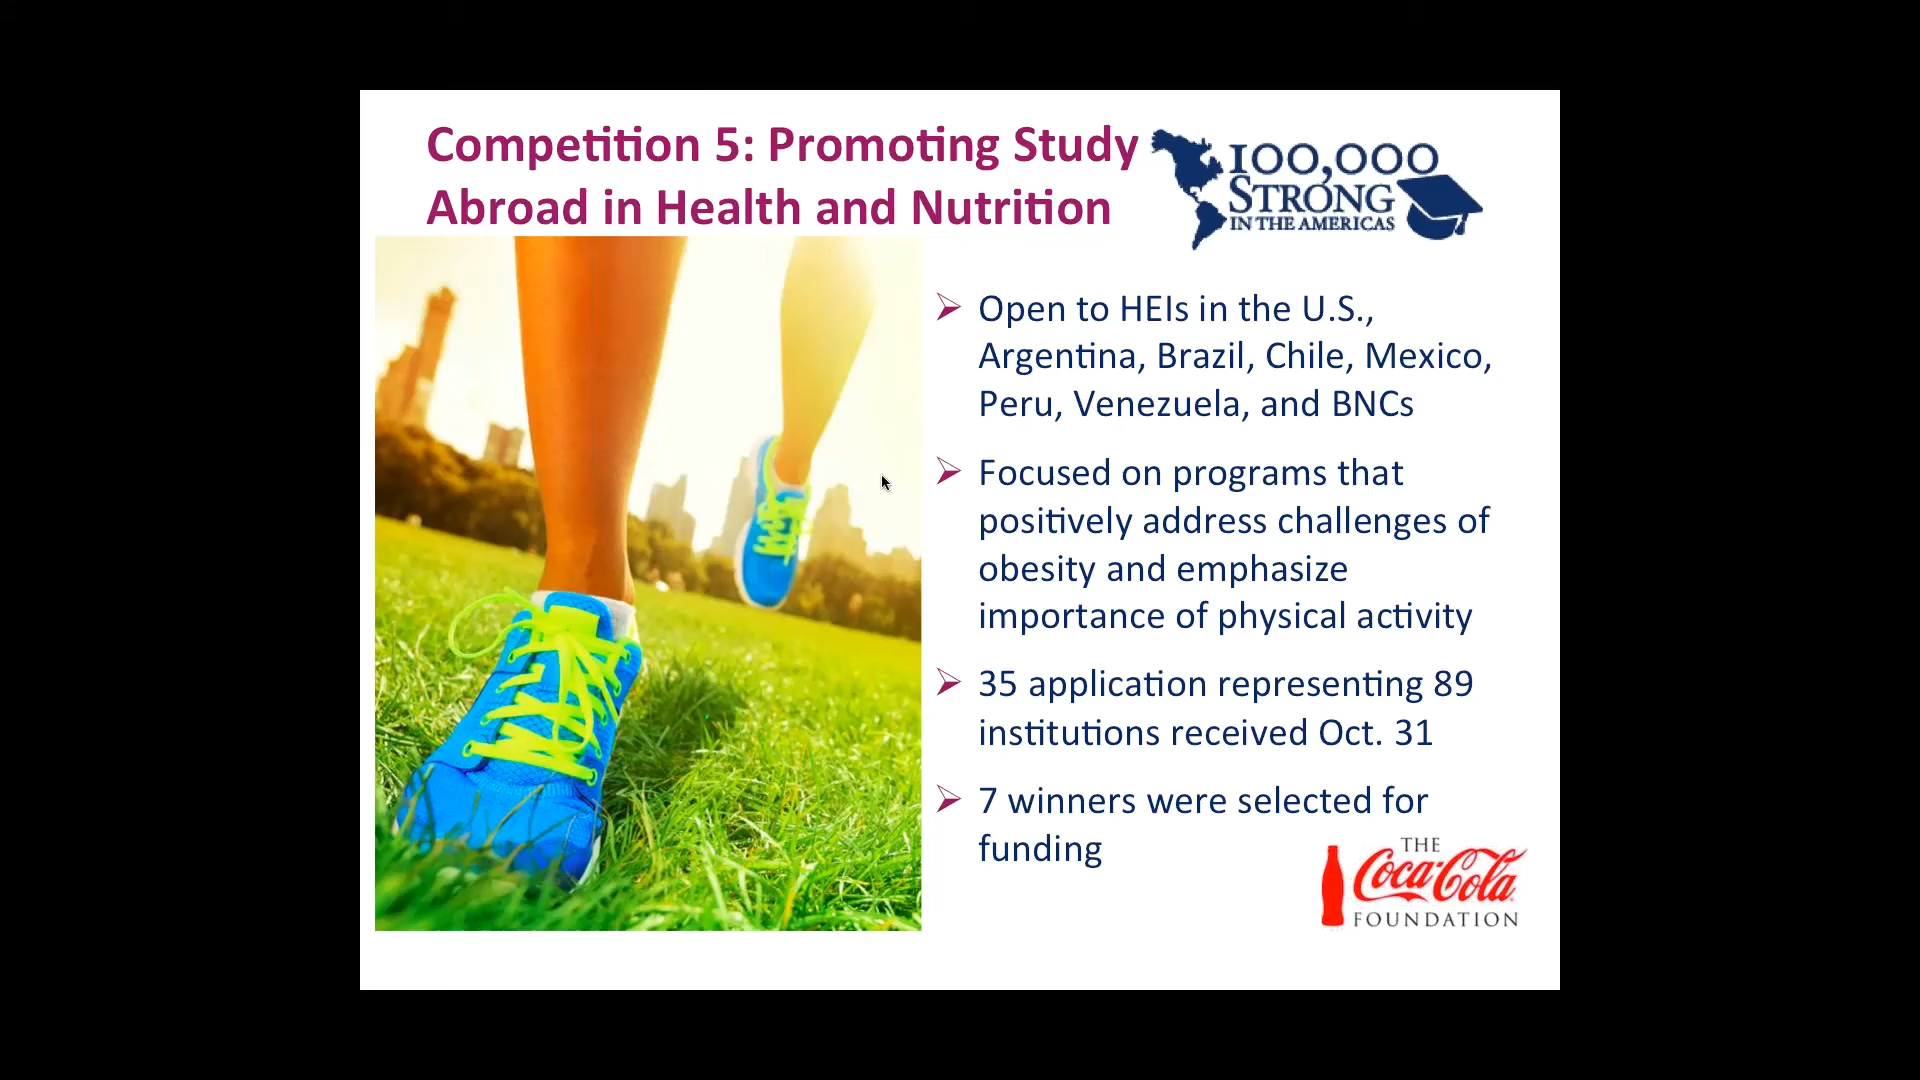 Competition 5: Promoting Study
Abroad in Health and Nutrition
100,000
STRONG
IN THE AMERICAS
Open to HEIs in the U.S.,
Argentina, Brazil, Chile, Mexico,
Peru, Venezuela, and BNCs
Focused on programs that
positively address challenges of
obesity and emphasize
importance of physical activity
35 application representing 89
institutions received Oct. 31
7 winners were selected for
funding
THE
Coca-Cola
FOUNDATION